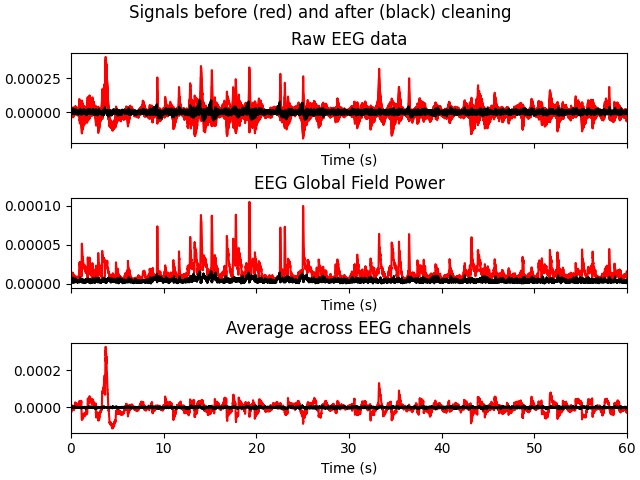 Signals before (red) and after (black) cleaning
Raw EEG data
0.00025
0.00000
Time (s)
EEG Global Field Power
0.00010
0.00005
0.00000
Time (s)
Average across EEG channels
0.0002
0.0000
0 10 20 30 40 50 60
Time (s)